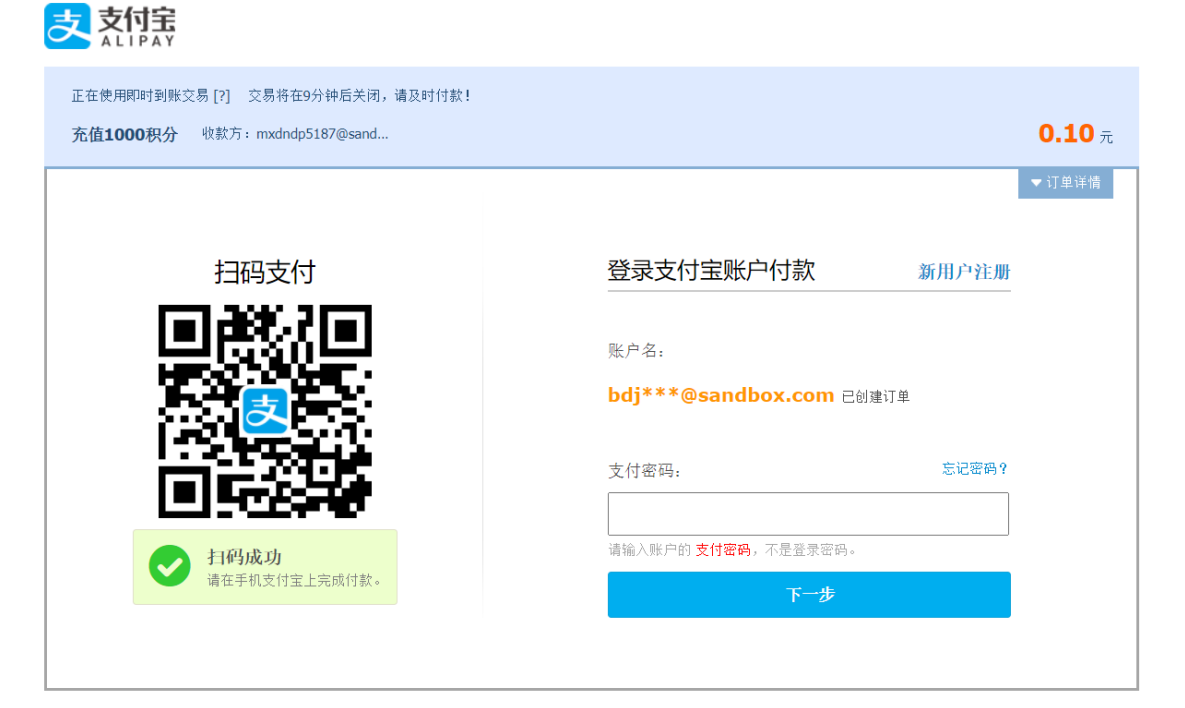 支付宝
ALIPAY
正在使用即时到账交易 [?] 交易将在9分钟后关闭，请及时付款！
充值1000积分 收款方：mxdndp5187@sand... 0.10 元
订单详情
扫码支付
登录支付宝账户付款 新用户注册
账户名：
bdj***@sandbox.com 已创建订单
支付密码： 忘记密码？
请输入账户的 支付密码，不是登录密码。
支
扫码成功
请在手机支付宝上完成付款。
下一步